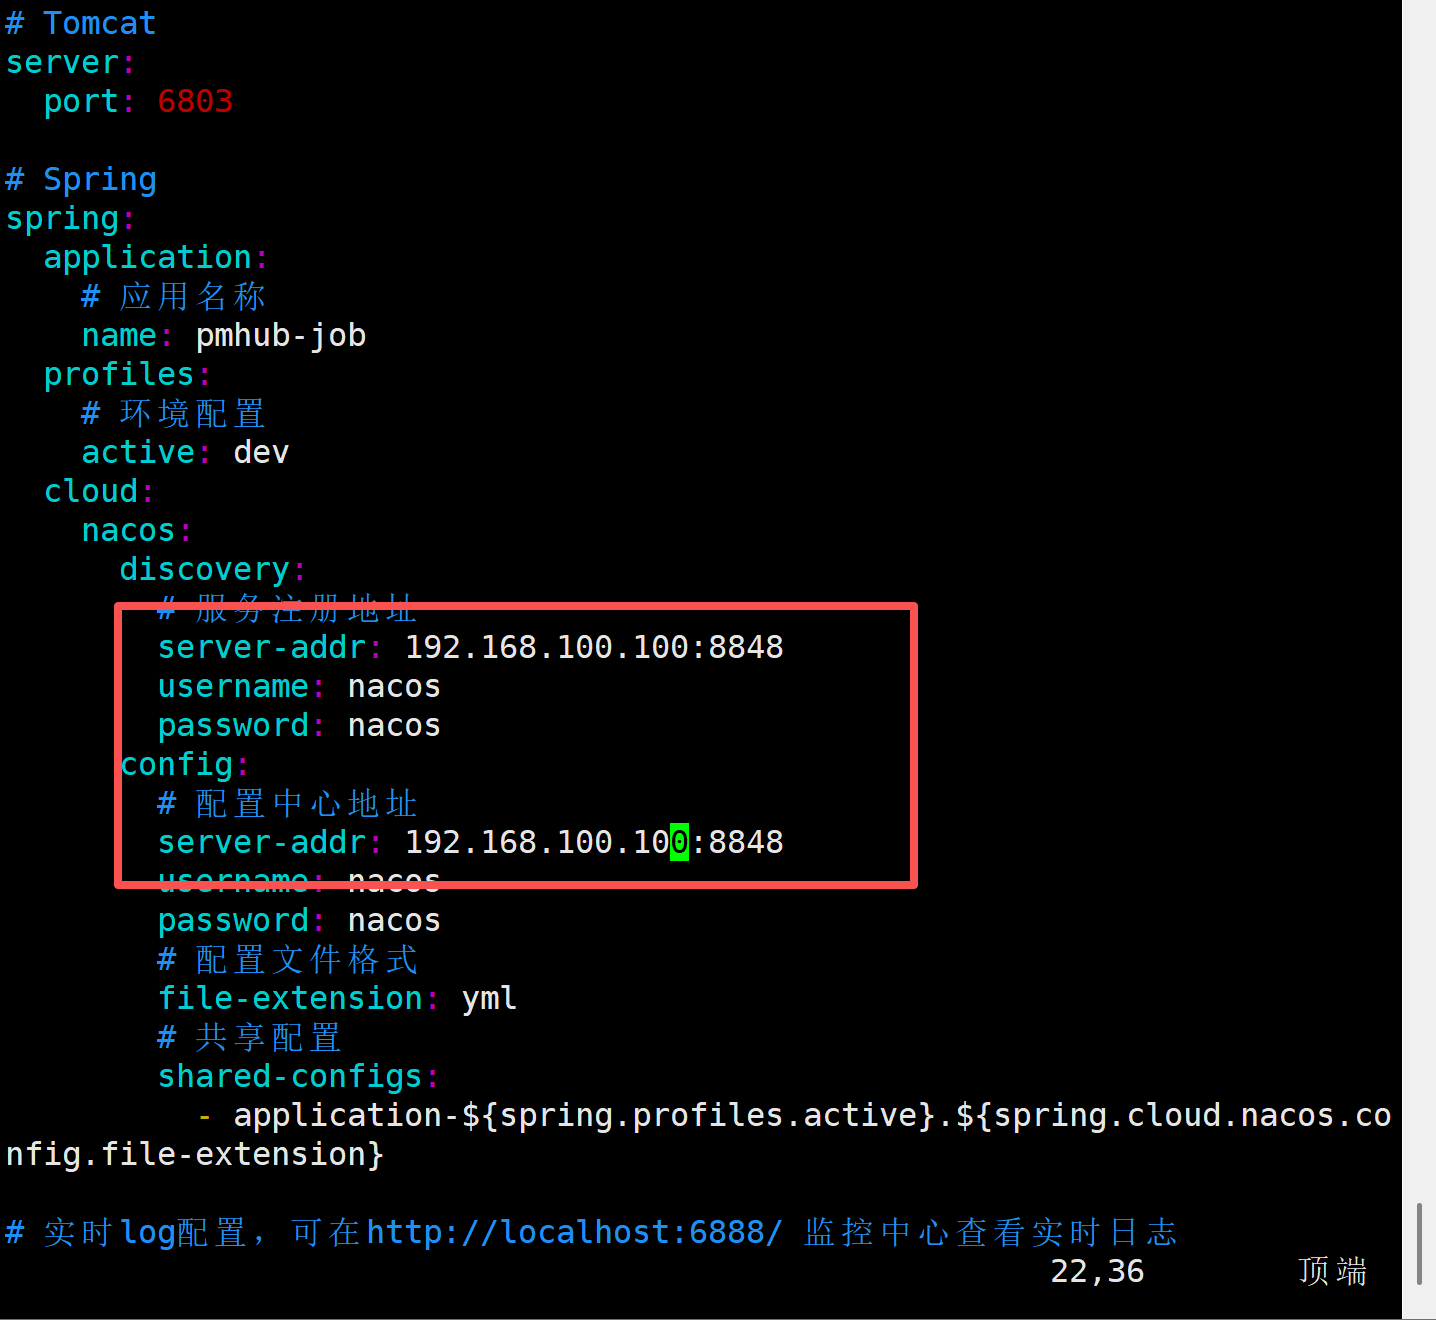 # Tomcat
server:
  port: 6803

# Spring
spring:
  application:
    # 应用名称
    name: pmhub-job
  profiles:
    # 环境配置
    active: dev
  cloud:
    nacos:
      discovery:
        # 服务注册地址
        server-addr: 192.168.100.100:8848
        username: nacos
        password: nacos
      config:
        # 配置中心地址
        server-addr: 192.168.100.100:8848
        username: nacos
        password: nacos
        # 配置文件格式
        file-extension: yml
        # 共享配置
        shared-configs:
          - application-${spring.profiles.active}.${spring.cloud.nacos.co
nfig.file-extension}

# 实时log配置，可在http://localhost:6888/ 监控中心查看实时日志
22,36 顶端